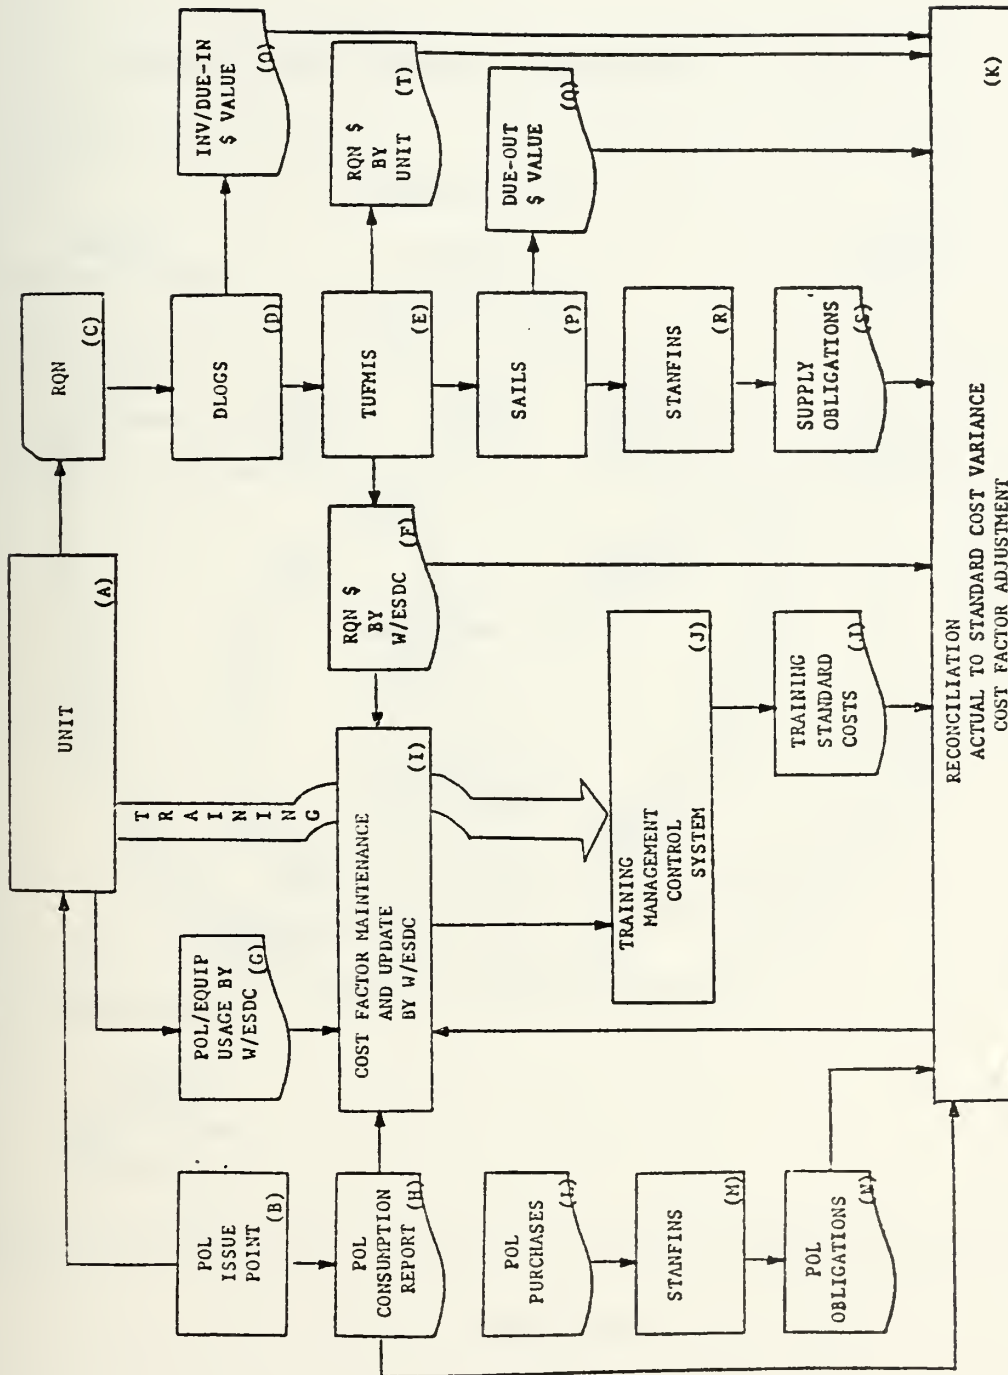 UNIT
(A)
RQN
(C)
INV/DUE-IN
$ VALUE
(O)
POL
ISSUE
POINT
(B)
POL/EQUIP
USAGE BY
W/ESDC (G)
T
R
A
I
N
I
N
G
DLOGS
(D)
RQN $
BY
UNIT
(T)
POL
CONSUMPTION
REPORT
(H)
COST FACTOR MAINTENANCE
AND UPDATE
BY W/ESDC
(I)
RQN $
BY
W/ESDC
(F)
TUFMIS
(E)
DUE-OUT
$ VALUE
(Q)
POL
PURCHASES
(L)
SAILS
(P)
STANFINS
(M)
TRAINING
MANAGEMENT
CONTROL
SYSTEM
(J)
STANFINS
(R)
POL
OBLIGATIONS
(N)
TRAINING
STANDARD
COSTS
(J)
SUPPLY
OBLIGATIONS
(S)
RECONCILIATION
ACTUAL TO STANDARD COST VARIANCE
COST FACTOR ADJUSTMENT
(K)